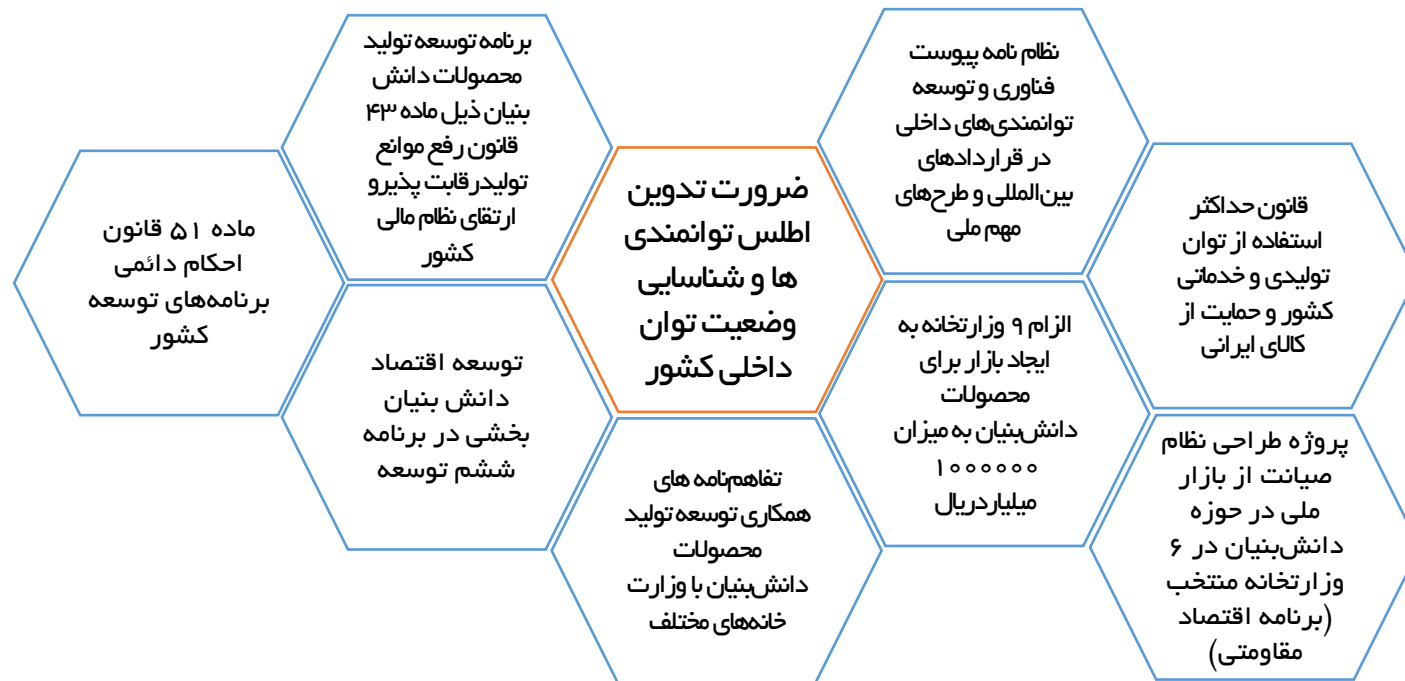 نظام نامه پیوست
فناوری و توسعه
توانمندی‌های داخلی
در قراردادهای
بین‌المللی و طرح‌های
مهم ملی
برنامه توسعه تولید
محصولات دانش
بنیان ذیل ماده ۴۳
قانون رفع موانع
تولیدرقابت پذیرو
ارتقای نظام مالی
کشور
قانون حداکثر
استفاده از توان
تولیدی و خدماتی
کشور و حمایت از
کالای ایرانی
ضرورت تدوین
اطلس توانمندی
ها و شناسایی
وضعیت توان
داخلی کشور
ماده ۵۱ قانون
احکام دائمی
برنامه‌های توسعه
کشور
الزام ۹ وزارتخانه به
ایجاد بازار برای
محصولات
دانش‌بنیان به میزان
۱۰۰۰۰۰۰
میلیاردریال
توسعه اقتصاد
دانش بنیان
بخشی در برنامه
ششم توسعه
پروژه طراحی نظام
صیانت از بازار
ملی در حوزه
دانش‌بنیان در ۶
وزارتخانه منتخب
(برنامه اقتصاد
مقاومتی)
تفاهم‌نامه های
همکاری توسعه تولید
محصولات
دانش‌بنیان با وزارت
خانه‌های مختلف